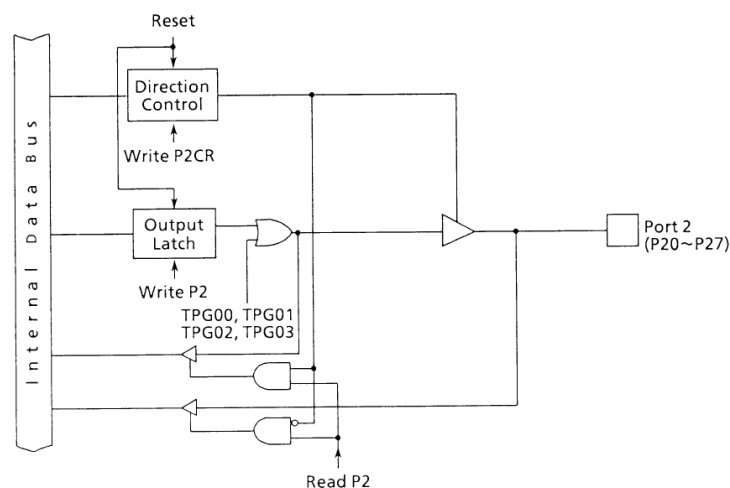 Reset
Direction
Control
Write P2CR
Internal Data Bus
Output
Latch
Port 2
(P20~P27)
Write P2
TPG00, TPG01
TPG02, TPG03
Read P2